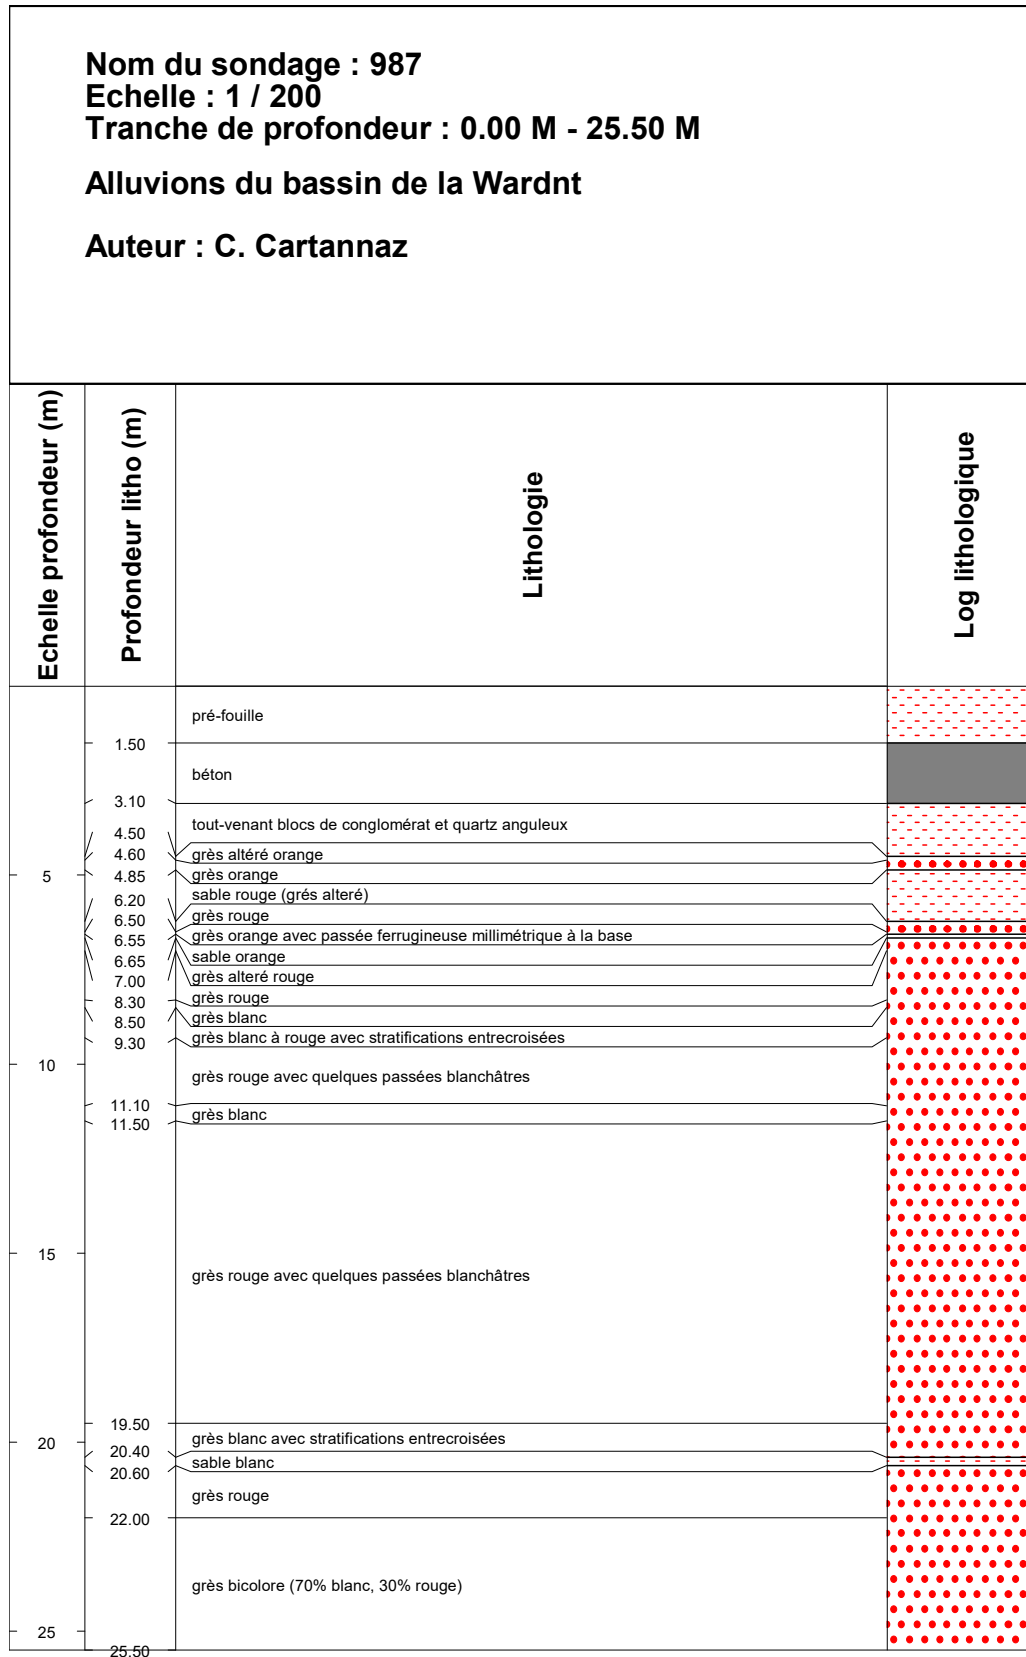 Nom du sondage : 987
Echelle : 1 / 200
Tranche de profondeur : 0.00 M - 25.50 M
Alluvions du bassin de la Wardnt
Auteur : C. Cartannaz
Echelle profondeur (m)
Profondeur litho (m)
Lithologie
Log lithologique
pré-fouille
1.50
béton
3.10
tout-venant blocs de conglomérat et quartz anguleux
4.50
4.60 grès altéré orange
5 4.85 grès orange
6.20 sable rouge (grés alteré)
6.50 grès rouge
6.55 grès orange avec passée ferrugineuse millimétrique à la base
6.65 sable orange
7.00 grès alteré rouge
8.30 grès rouge
8.50 grès blanc
9.30 grès blanc à rouge avec stratifications entrecroisées
10 grès rouge avec quelques passées blanchâtres
11.10
11.50 grès blanc
15
grès rouge avec quelques passées blanchâtres
19.50
20 grès blanc avec stratifications entrecroisées
20.40
20.60 sable blanc
grès rouge
22.00
grès bicolore (70% blanc, 30% rouge)
25
25.50